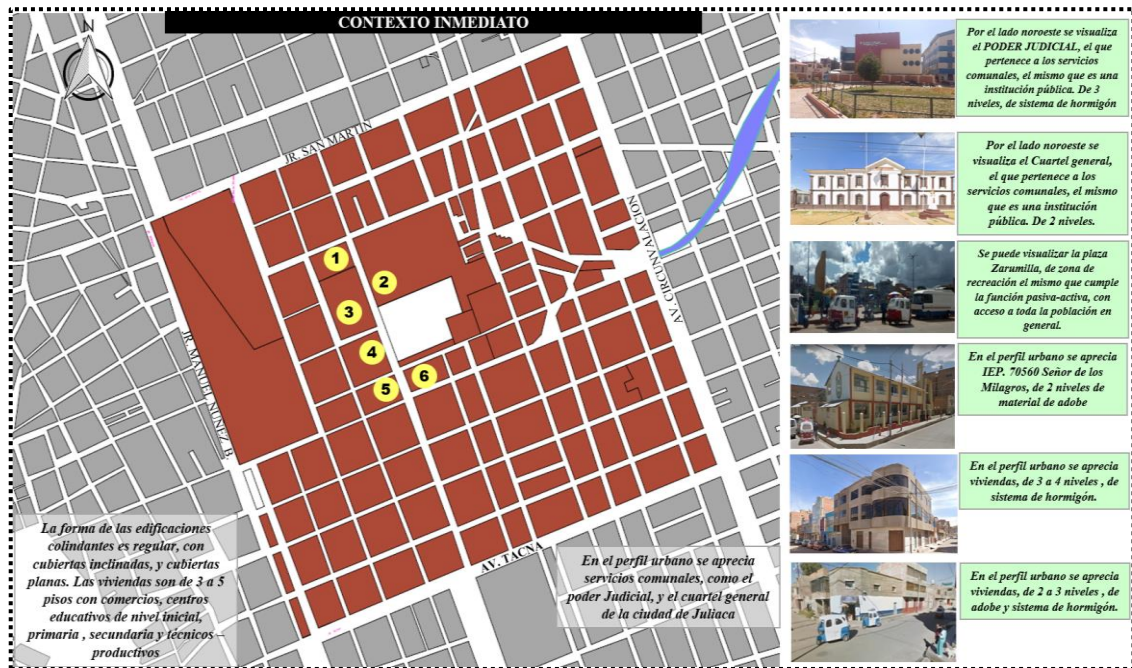 CONTEXTO INMEDIATO
N
JR. SAN MARTIN
JR. MANUEL NUÑEZ B.
AV. CIRCUNVALACION
AV. TACNA
1
2
3
4
5
6
La forma de las edificaciones
colindantes es regular, con
cubiertas inclinadas, y cubiertas
planas. Las viviendas son de 3 a 5
pisos con comercios, centros
educativos de nivel inicial,
primaria , secundaria y técnicos –
productivos
En el perfil urbano se aprecia
servicios comunales, como el
poder Judicial, y el cuartel general
de la ciudad de Juliaca
Por el lado noroeste se visualiza
el PODER JUDICIAL, el que
pertenece a los servicios
comunales, el mismo que es una
institución pública. De 3
niveles, de sistema de hormigón
Por el lado noroeste se
visualiza el Cuartel general,
el que pertenece a los
servicios comunales, el mismo
que es una institución
pública. De 2 niveles.
Se puede visualizar la plaza
Zarumilla, de zona de
recreación el mismo que cumple
la función pasiva-activa, con
acceso a toda la población en
general.
En el perfil urbano se aprecia
IEP. 70560 Señor de los
Milagros, de 2 niveles de
material de adobe
En el perfil urbano se aprecia
viviendas, de 3 a 4 niveles , de
sistema de hormigón.
En el perfil urbano se aprecia
viviendas, de 2 a 3 niveles , de
adobe y sistema de hormigón.